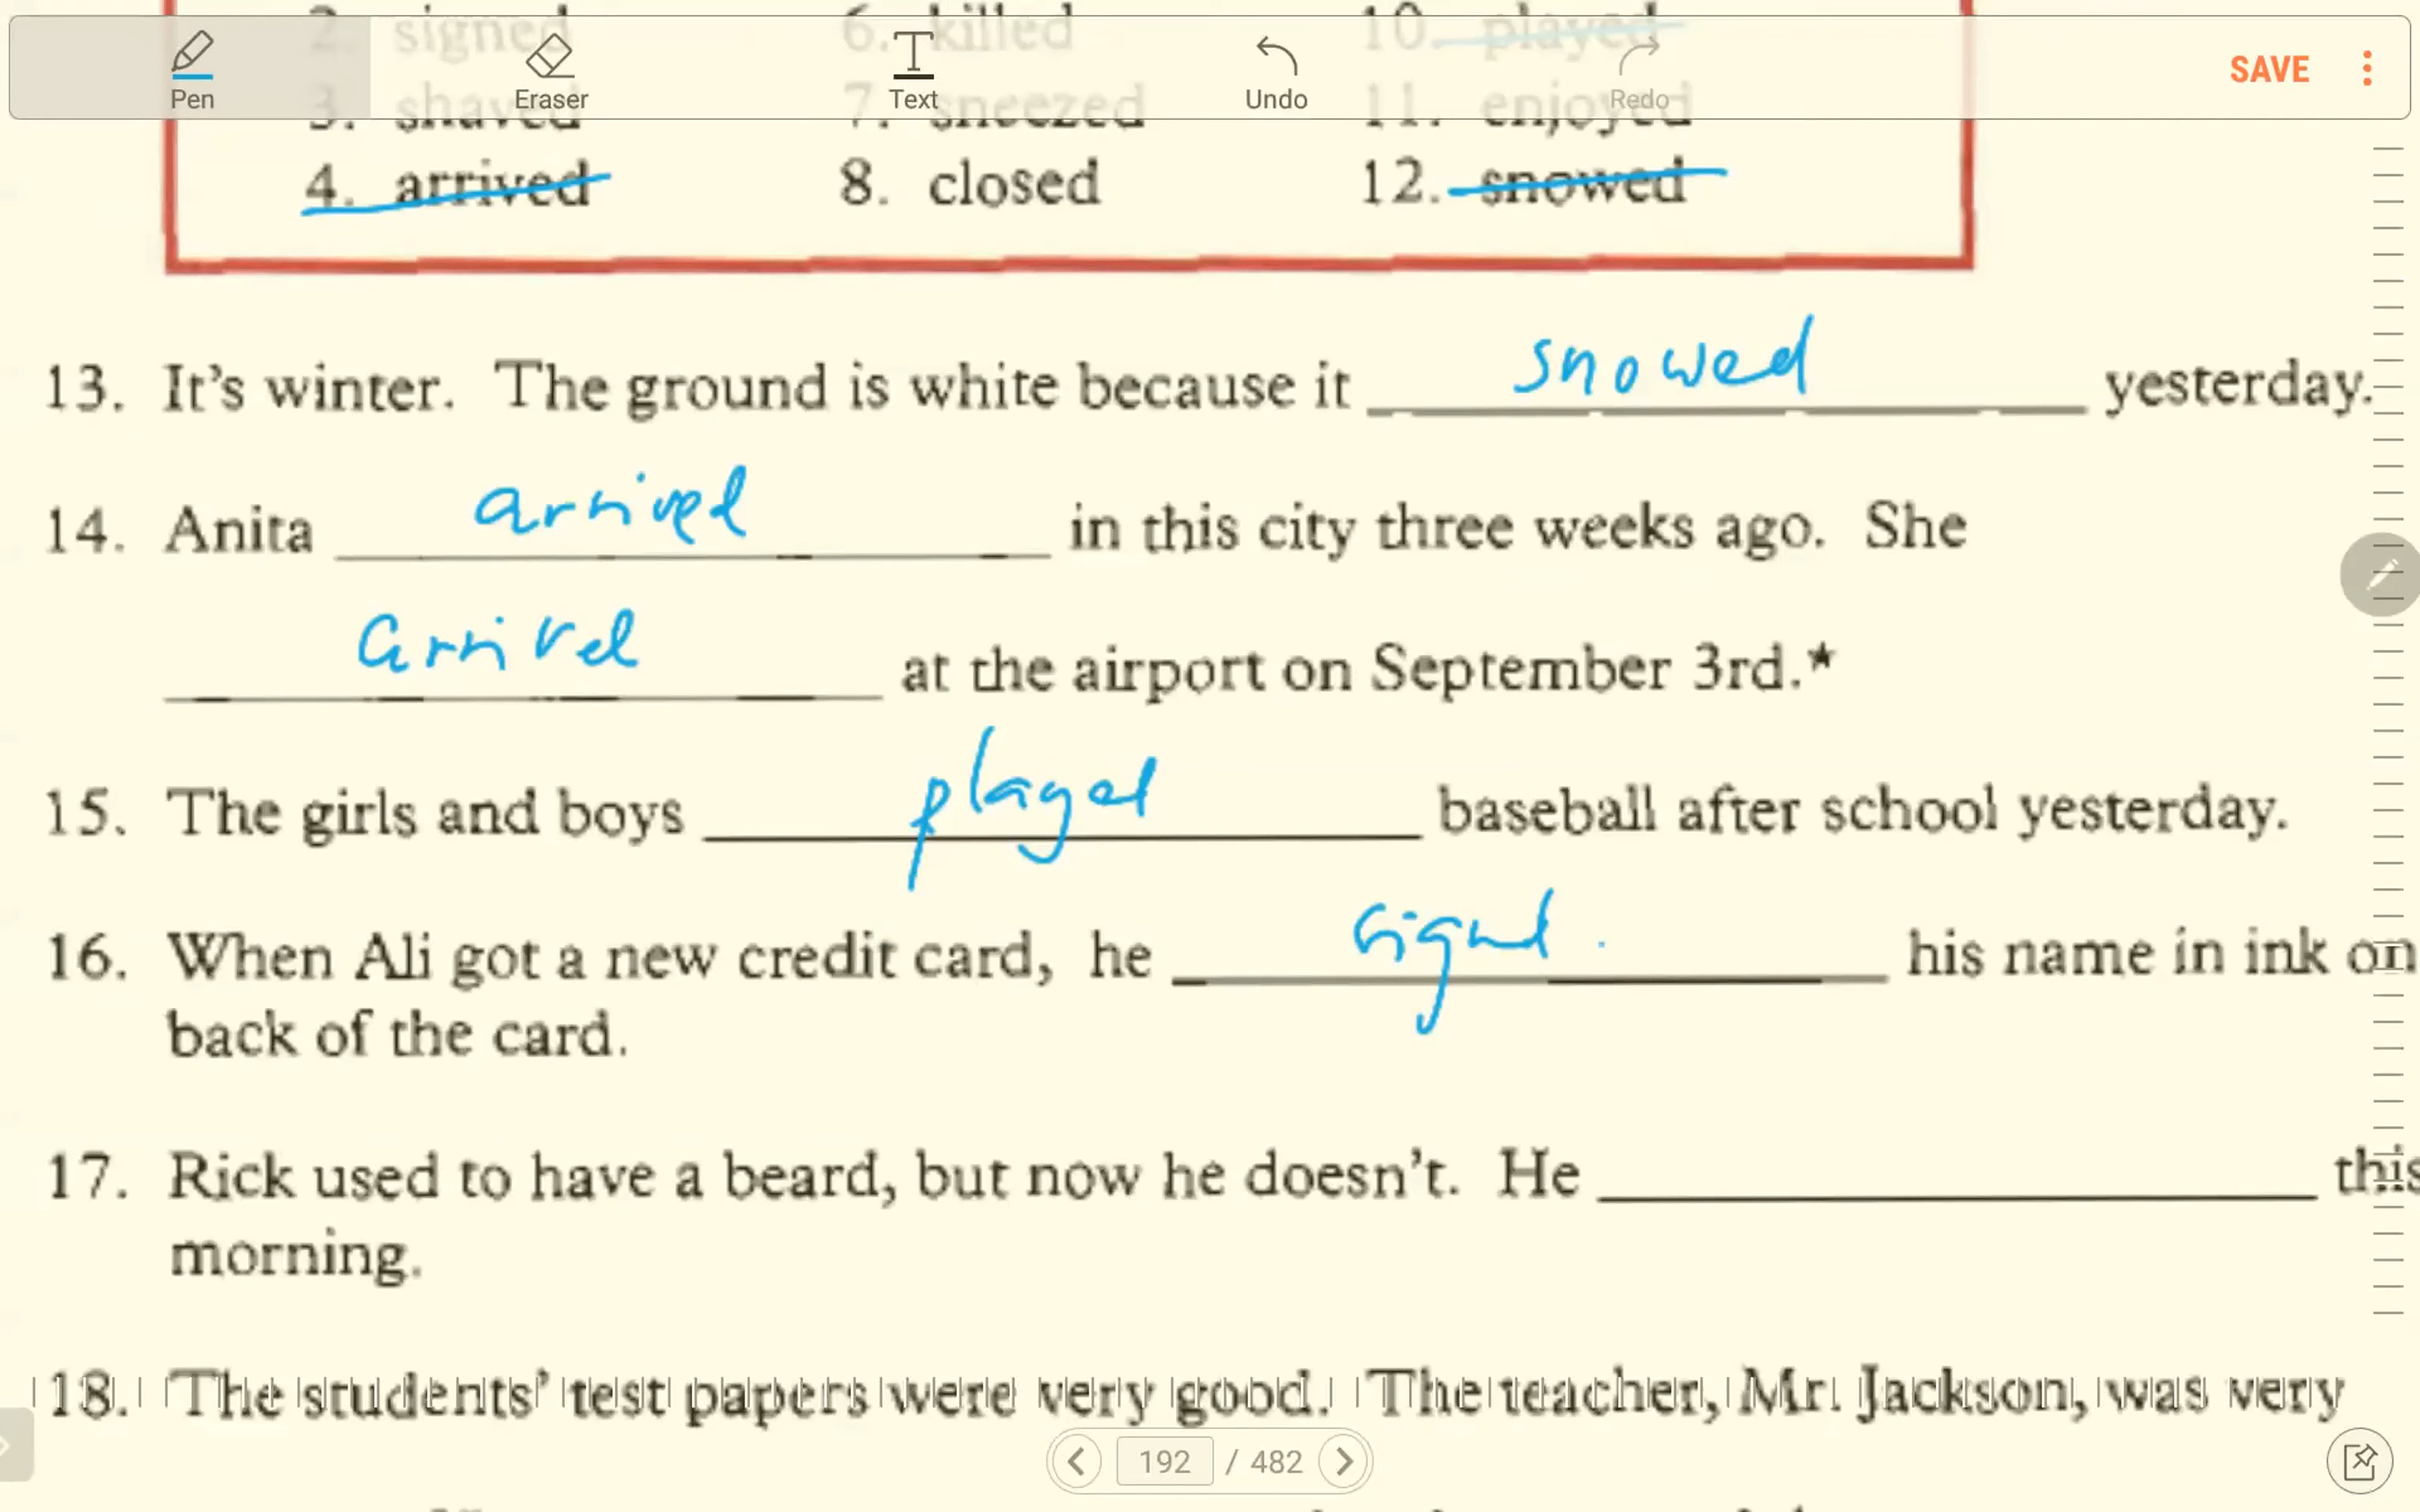 2. signed 6. killed 10. played
Pen Eraser Text Undo Redo SAVE
3. shaved 7. sneezed 11. enjoyed
4. arrived 8. closed 12. snowed
13. It's winter. The ground is white because it snowed yesterday.
14. Anita arrived in this city three weeks ago. She
arrived at the airport on September 3rd.*
15. The girls and boys played baseball after school yesterday.
16. When Ali got a new credit card, he signed his name in ink on
back of the card.
17. Rick used to have a beard, but now he doesn't. He this
morning.
18. The students' test papers were very good. The teacher, Mr. Jackson, was very
192 / 482